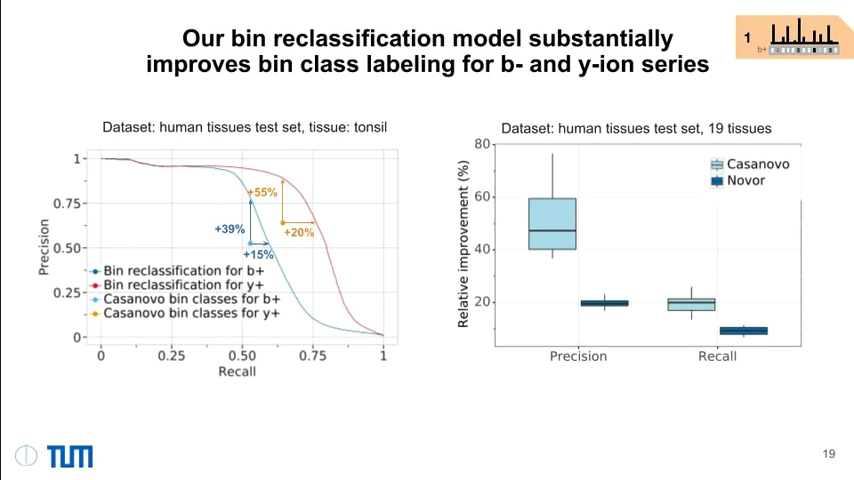 Our bin reclassification model substantially
improves bin class labeling for b- and y-ion series
1
b+
Dataset: human tissues test set, tissue: tonsil
1
0.75
0.50
0.25
0
Precision
+55%
+39%
+20%
+15%
Bin reclassification for b+
Bin reclassification for y+
Casanovo bin classes for b+
Casanovo bin classes for y+
0
0.25
0.50
0.75
1
Recall
Dataset: human tissues test set, 19 tissues
80
60
40
20
Relative improvement (%)
Casanovo
Novor
Precision
Recall
TUM
19